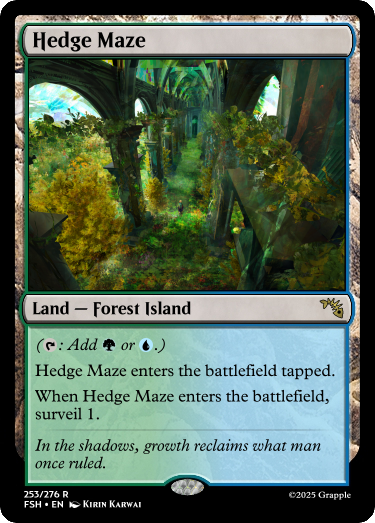 Hedge Maze
Land — Forest Island
(: Add or .)
Hedge Maze enters the battlefield tapped.
When Hedge Maze enters the battlefield,
surveil 1.
In the shadows, growth reclaims what man
once ruled.
253/276 R
FSH • EN Kirin Karwai
©2025 Grapple